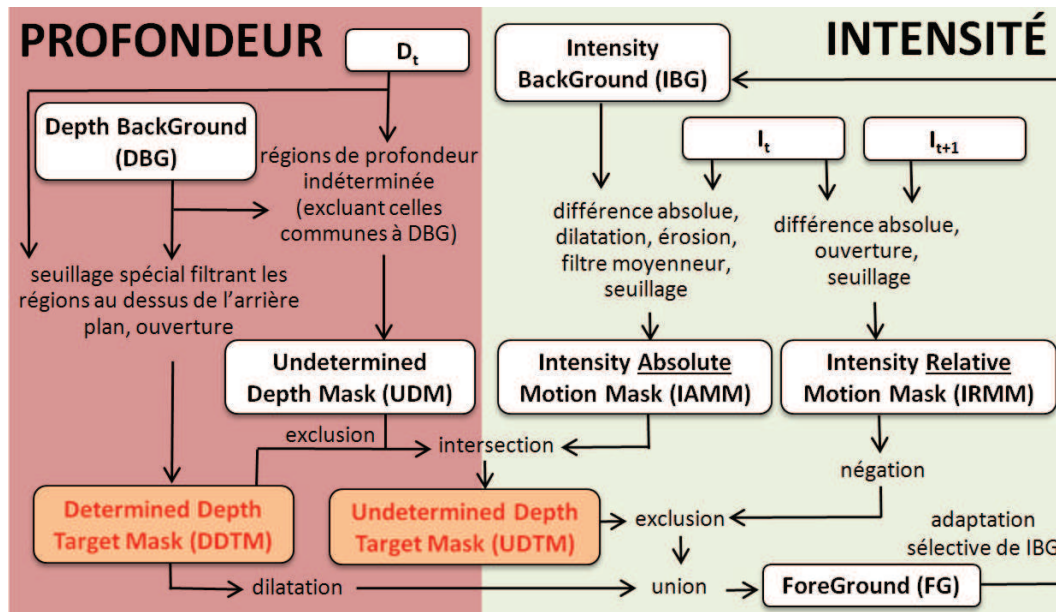 PROFONDEUR
INTENSITÉ
Dt
Intensity
BackGround (IBG)
Depth BackGround
(DBG)
It
It+1
régions de profondeur
indéterminée
(excluant celles
communes à DBG)
différence absolue,
dilatation, érosion,
filtre moyenneur,
seuillage
différence absolue,
ouverture,
seuillage
seuillage spécial filtrant les
régions au dessus de l'arrière
plan, ouverture
Undetermined
Depth Mask (UDM)
Intensity Absolute
Motion Mask (IAMM)
Intensity Relative
Motion Mask (IRMM)
exclusion
intersection
négation
Determined Depth
Target Mask (DDTM)
Undetermined Depth
Target Mask (UDTM)
exclusion
adaptation
sélective de IBG
dilatation
union
ForeGround (FG)